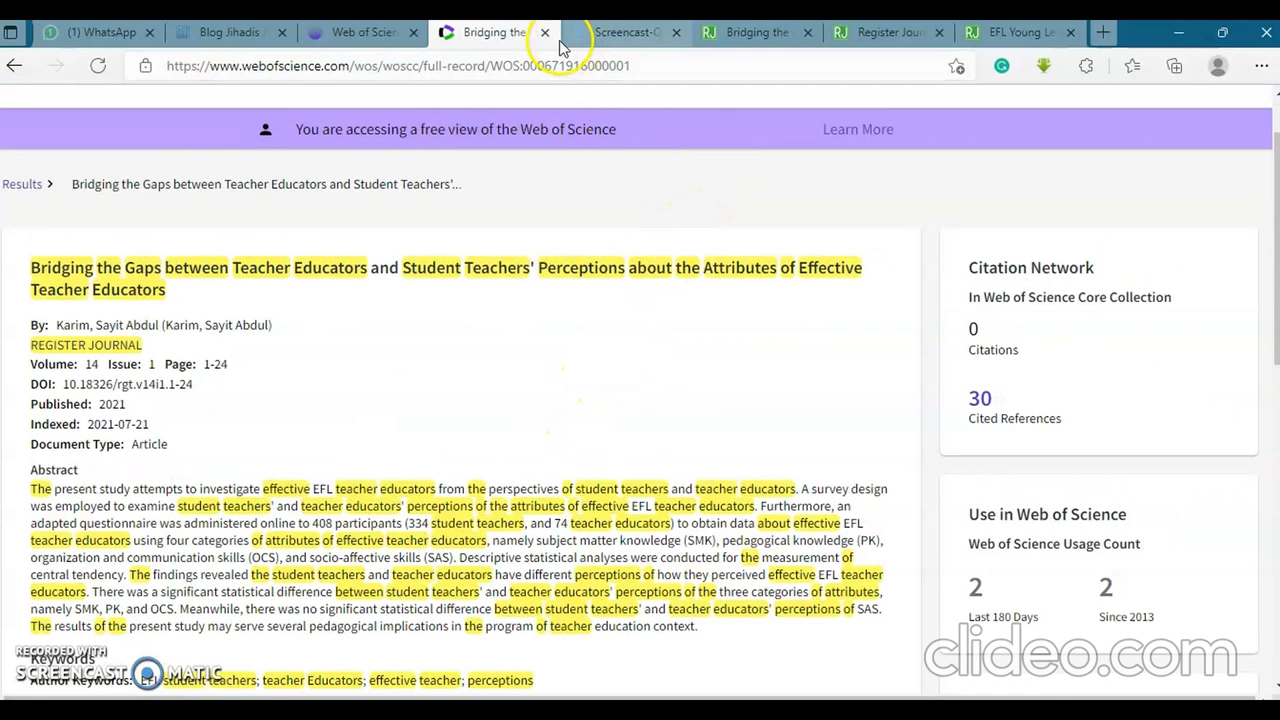 (1) WhatsApp
Blog Jihadis
Web of Scien
Bridging the
Screencast-O
Bridging the
Register Jour
EFL Young Le
https://www.webofscience.com/wos/woscc/full-record/WOS:000671916000001
You are accessing a free view of the Web of Science
Learn More
Results
Bridging the Gaps between Teacher Educators and Student Teachers'...
Bridging the Gaps between Teacher Educators and Student Teachers' Perceptions about the Attributes of Effective
Teacher Educators
By: Karim, Sayit Abdul (Karim, Sayit Abdul)
REGISTER JOURNAL
Volume: 14 Issue: 1 Page: 1-24
DOI: 10.18326/rgt.v14i1.1-24
Published: 2021
Indexed: 2021-07-21
Document Type: Article
Abstract
The present study attempts to investigate effective EFL teacher educators from the perspectives of student teachers and teacher educators. A survey design
was employed to examine student teachers' and teacher educators' perceptions of the attributes of effective EFL teacher educators. Furthermore, an
adapted questionnaire was administered online to 408 participants (334 student teachers, and 74 teacher educators) to obtain data about effective EFL
teacher educators using four categories of attributes of effective teacher educators, namely subject matter knowledge (SMK), pedagogical knowledge (PK),
organization and communication skills (OCS), and socio-affective skills (SAS). Descriptive statistical analyses were conducted for the measurement of
central tendency. The findings revealed the student teachers and teacher educators have different perceptions of how they perceived effective EFL teacher
educators. There was a significant statistical difference between student teachers' and teacher educators' perceptions of the three categories of attributes,
namely SMK, PK, and OCS. Meanwhile, there was no significant statistical difference between student teachers' and teacher educators' perceptions of SAS.
The results of the present study may serve several pedagogical implications in the program of teacher education context.
Keywords
Author Keywords: EFL student teachers; teacher Educators; effective teacher; perceptions
Citation Network
In Web of Science Core Collection
0
Citations
30
Cited References
Use in Web of Science
Web of Science Usage Count
2 2
Last 180 Days Since 2013
RECORDED WITH
SCREENCAST MATIC
clideo.com